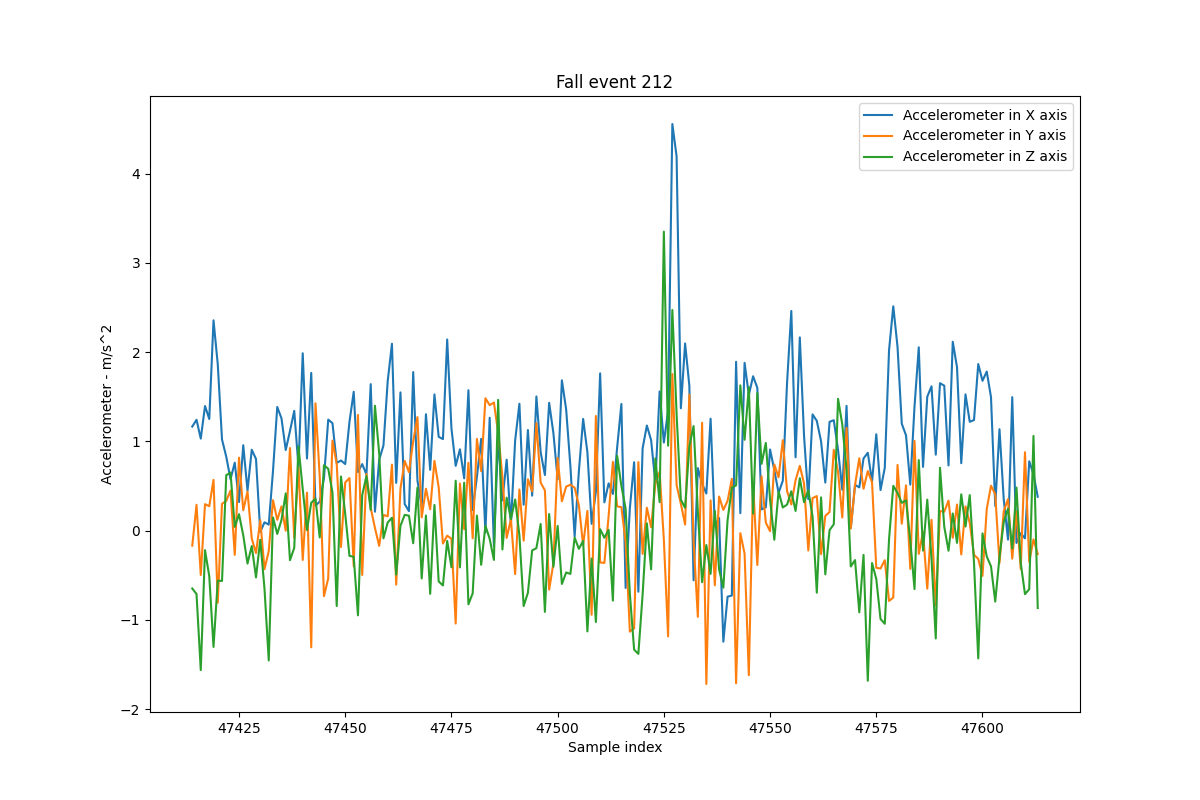 Fall event 212
Accelerometer in X axis
Accelerometer in Y axis
Accelerometer in Z axis
4
3
2
1
0
−1
−2
Accelerometer - m/s^2
47425 47450 47475 47500 47525 47550 47575 47600
Sample index